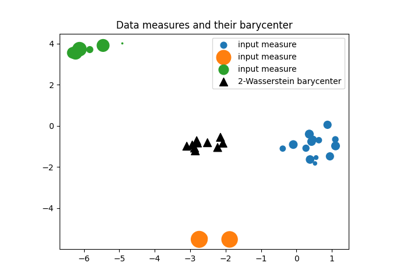 Data measures and their barycenter
input measure
input measure
input measure
2-Wasserstein barycenter
4
2
0
−2
−4
−6
−5
−4
−3
−2
−1
0
1